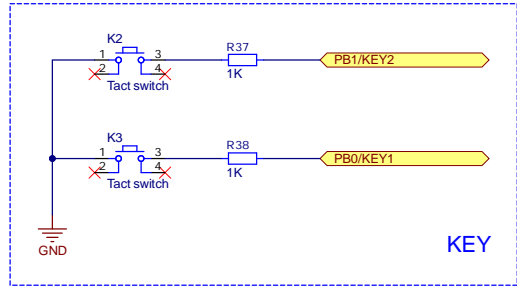 K2
1 3
R37
PB1/KEY2
2 4
1K
Tact switch
K3
1 3
R38
PB0/KEY1
2 4
1K
Tact switch
GND
KEY